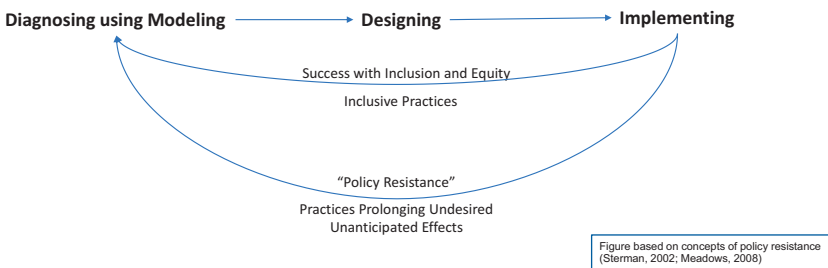 Diagnosing using Modeling Designing Implementing
Success with Inclusion and Equity
Inclusive Practices
“Policy Resistance”
Practices Prolonging Undesired
Unanticipated Effects
Figure based on concepts of policy resistance
(Sterman, 2002; Meadows, 2008)